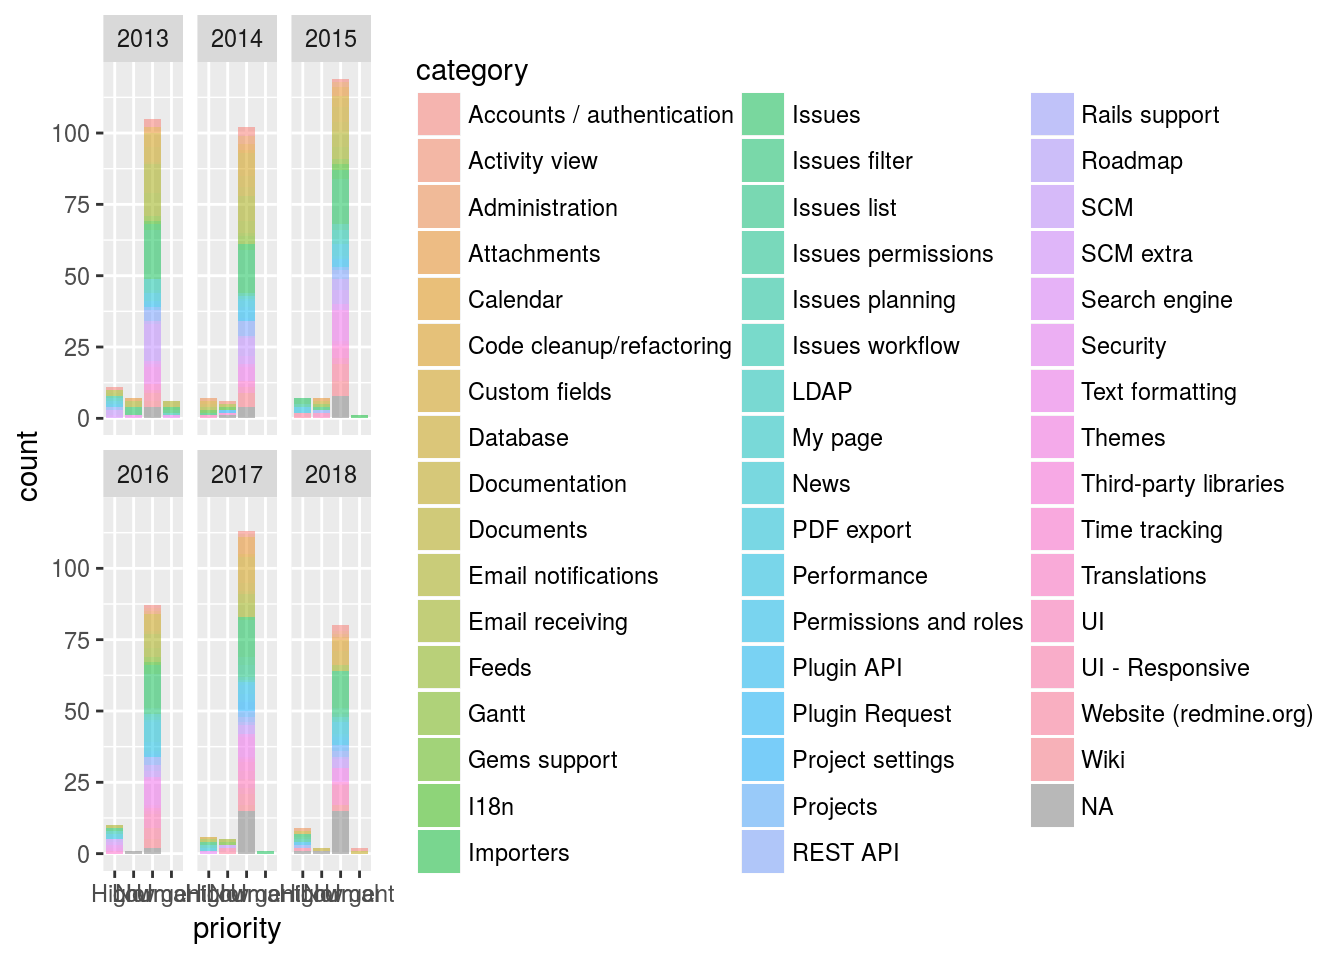 2013 2014 2015
100
75
50
25
0
2016 2017 2018
100
75
50
25
0
count
priority
category
Accounts / authentication
Activity view
Administration
Attachments
Calendar
Code cleanup/refactoring
Custom fields
Database
Documentation
Documents
Email notifications
Email receiving
Feeds
Gantt
Gems support
I18n
Importers
Issues
Issues filter
Issues list
Issues permissions
Issues planning
Issues workflow
LDAP
My page
News
PDF export
Performance
Permissions and roles
Plugin API
Plugin Request
Project settings
Projects
REST API
Rails support
Roadmap
SCM
SCM extra
Search engine
Security
Text formatting
Themes
Third-party libraries
Time tracking
Translations
UI
UI - Responsive
Website (redmine.org)
Wiki
NA